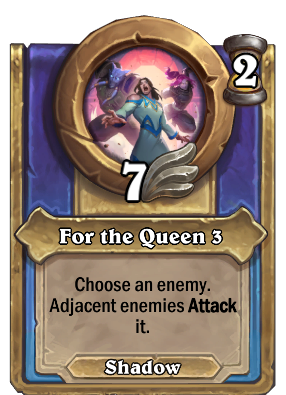 2
7
For the Queen 3
Choose an enemy.
Adjacent enemies Attack
it.
Shadow